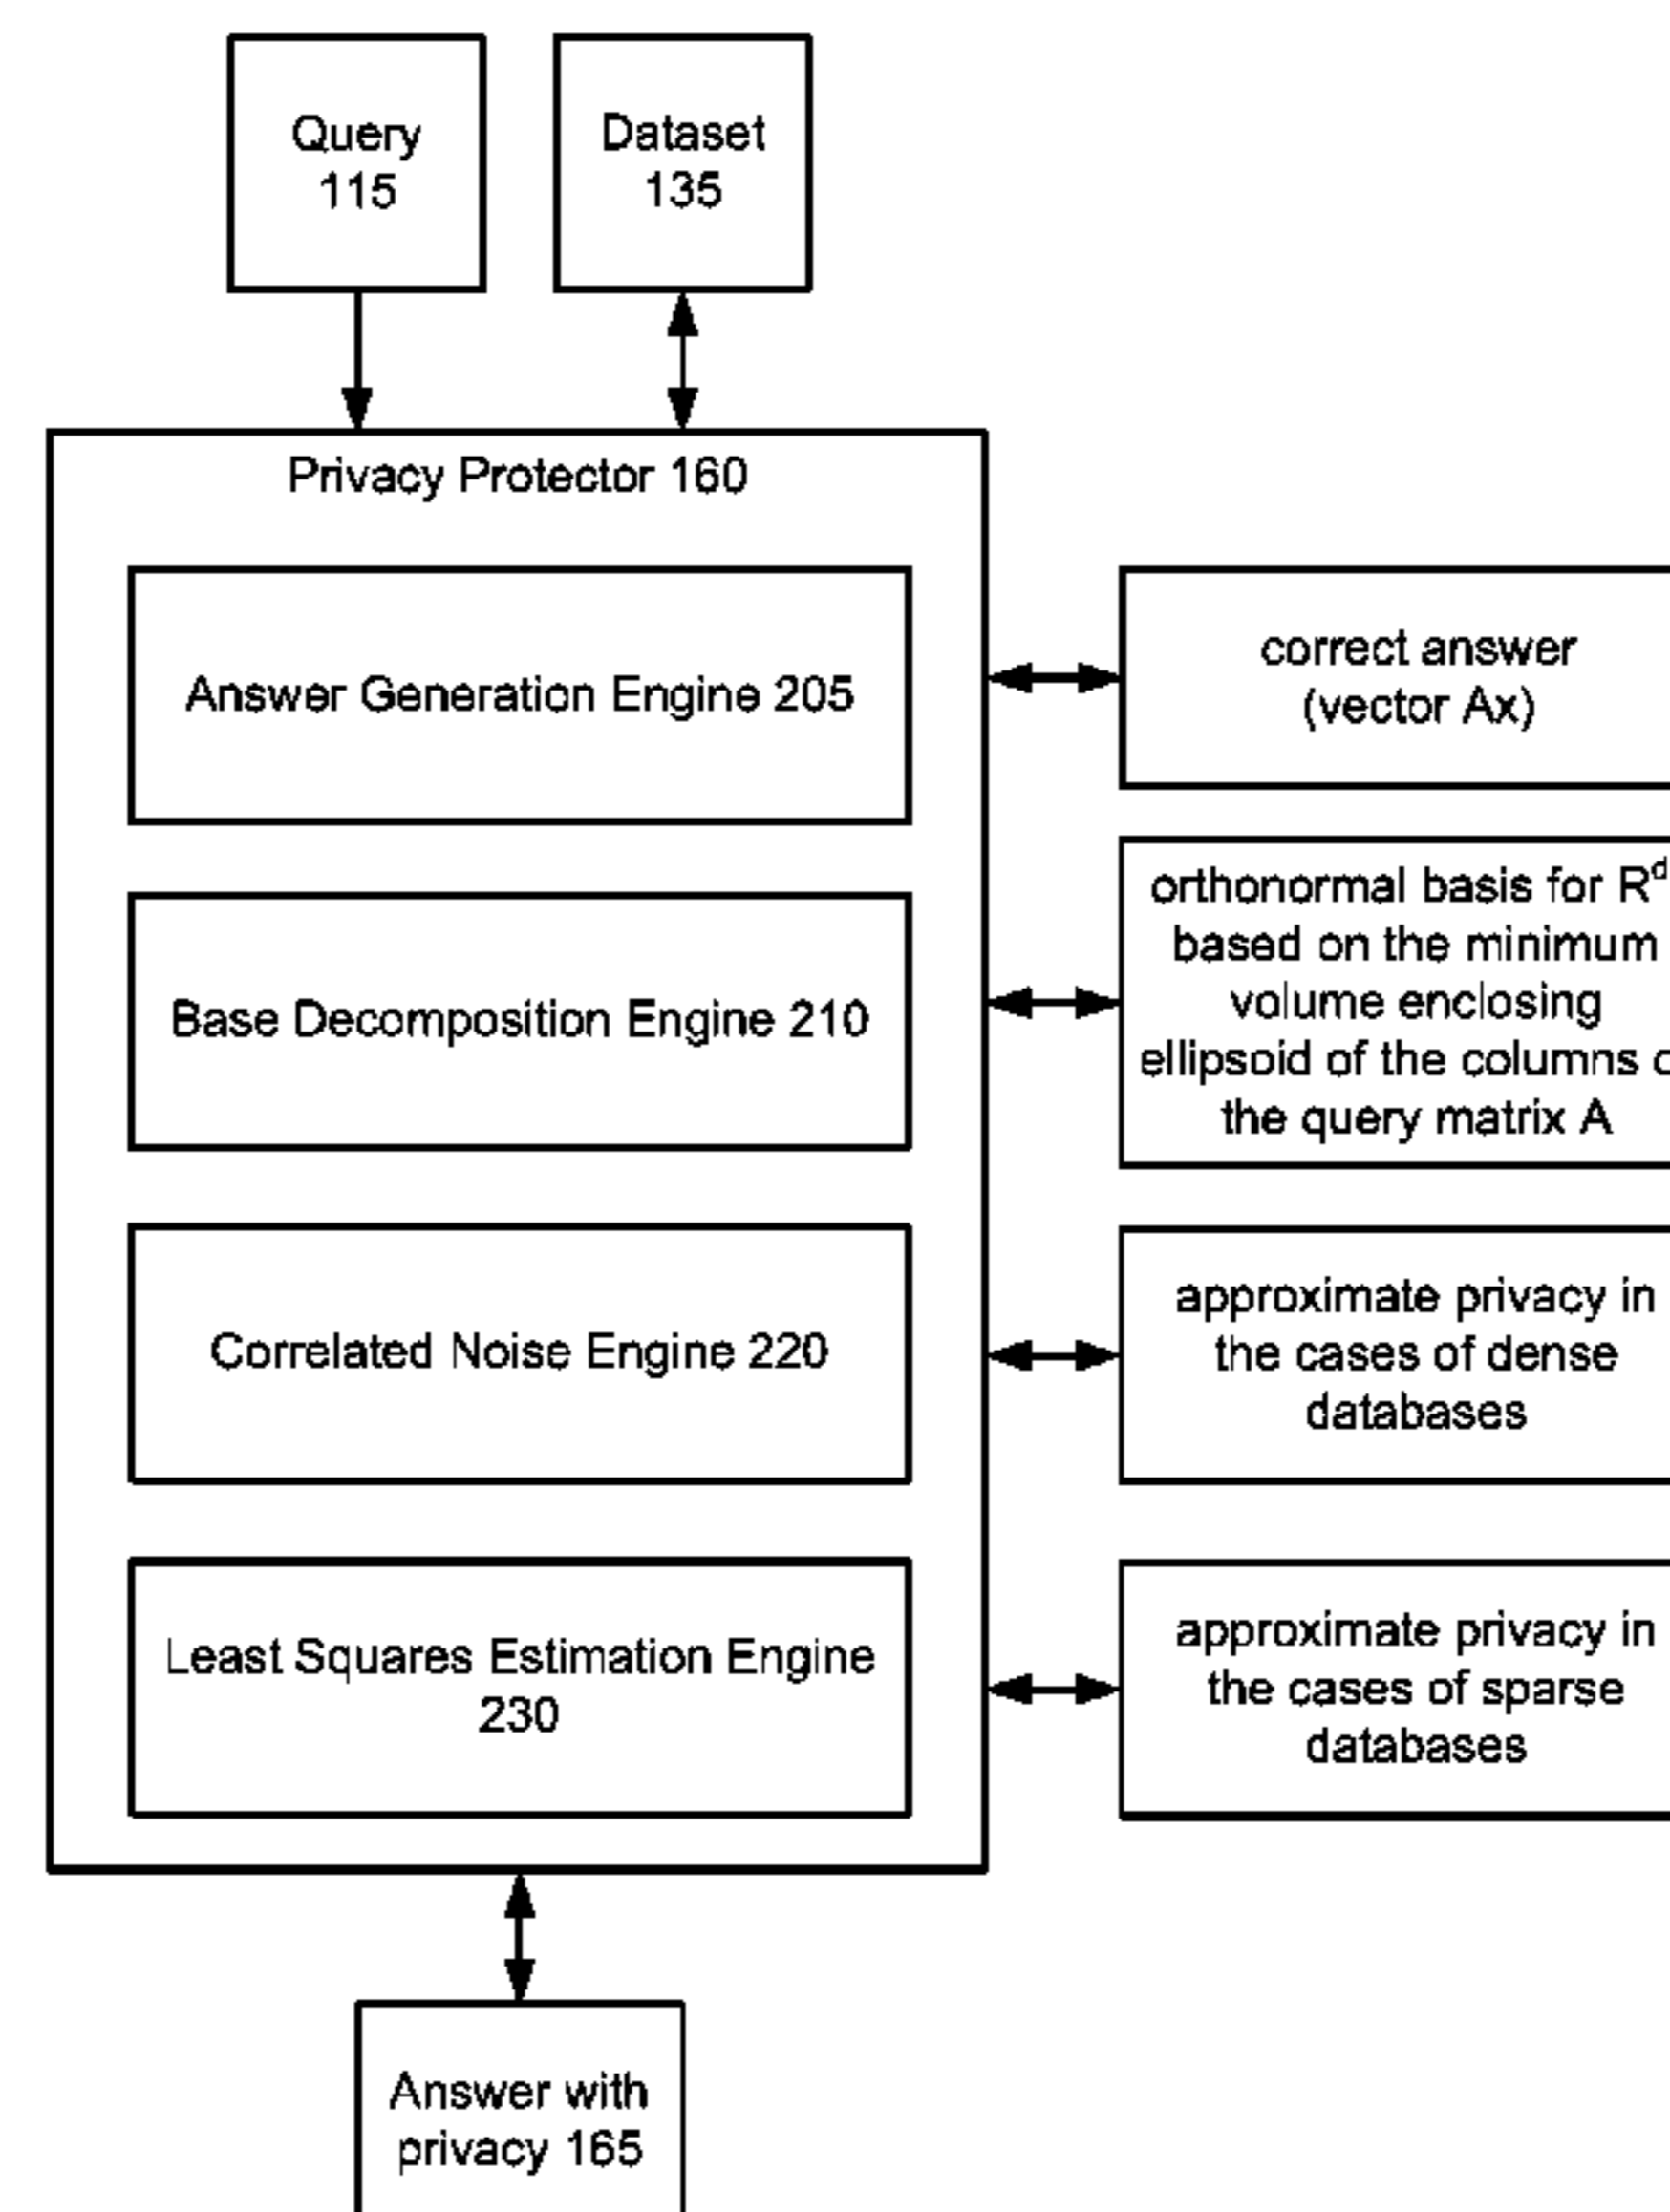 Query
115
Dataset
135
Privacy Protector 160
Answer Generation Engine 205
correct answer
(vector Ax)
Base Decomposition Engine 210
orthonormal basis for Rᵈ
based on the minimum
volume enclosing
ellipsoid of the columns
the query matrix A
Correlated Noise Engine 220
approximate privacy in
the cases of dense
databases
Least Squares Estimation Engine
230
approximate privacy in
the cases of sparse
databases
Answer with
privacy 165